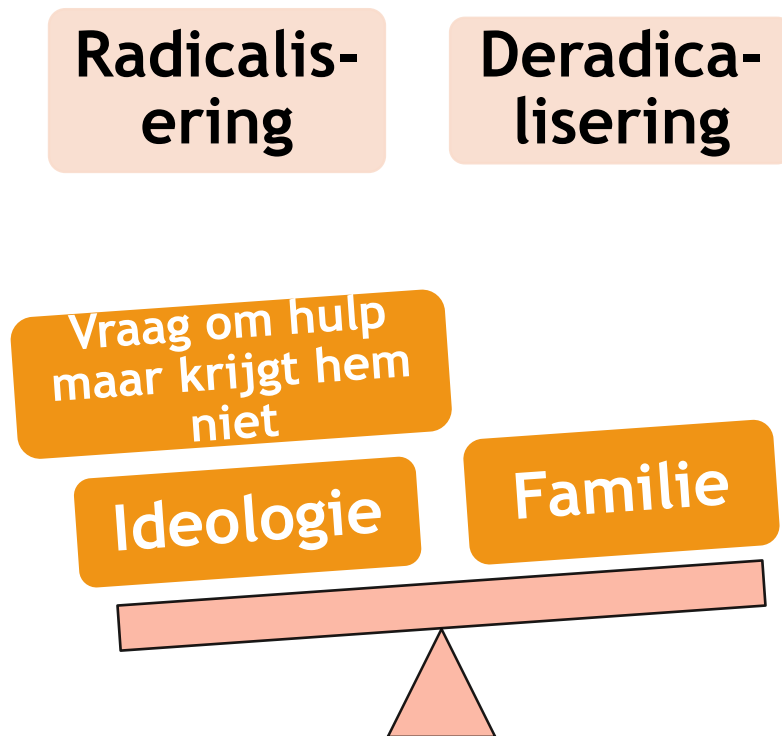 Radicalis-
ering
Deradica-
lisering
Vraag om hulp
maar krijgt hem
niet
Ideologie
Familie